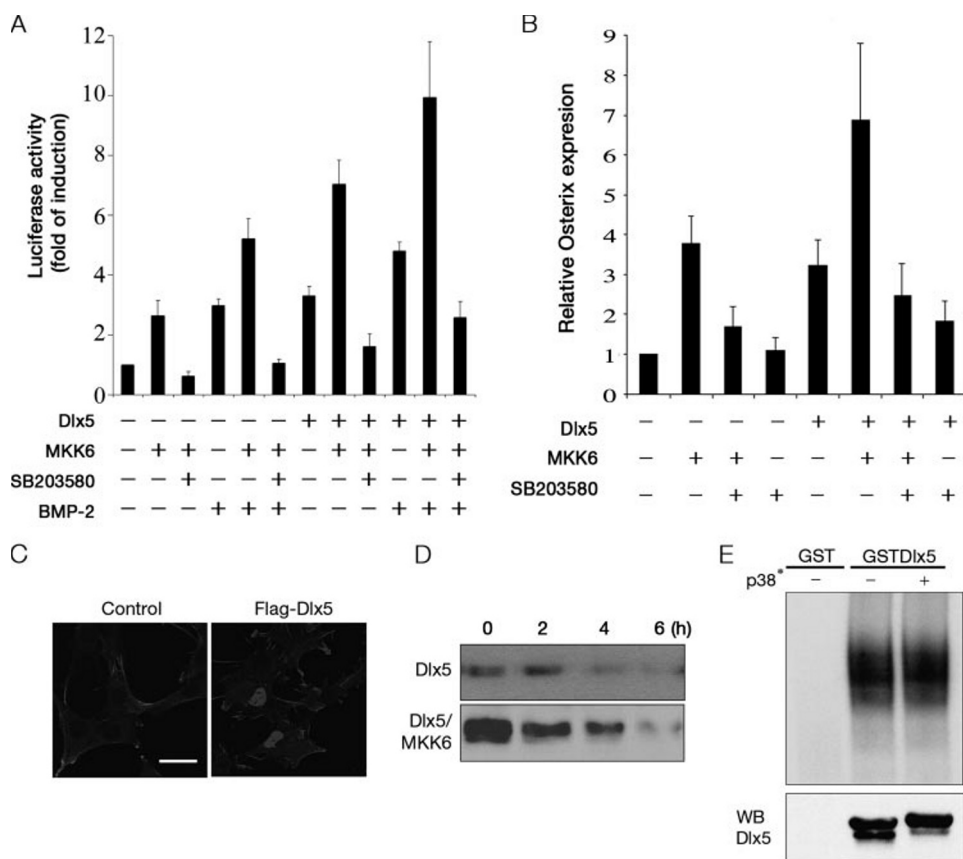 A
Luciferase activity
(fold of induction)
12
10
8
6
4
2
0
Dlx5 − − − − − − + + + + + +
MKK6 − + + − + + − + + − + +
SB203580 − − + − − + − − + − − +
BMP-2 − − − + + + − − − + + +
B
Relative Osterix expresion
9
8
7
6
5
4
3
2
1
0
Dlx5 − − − − + + + +
MKK6 − + + − − + + −
SB203580 − − + + − − + +
C
Control Flag-Dlx5
D
0 2 4 6 (h)
Dlx5
Dlx5/
MKK6
E
GST GSTDlx5
p38* − − +
WB
Dlx5